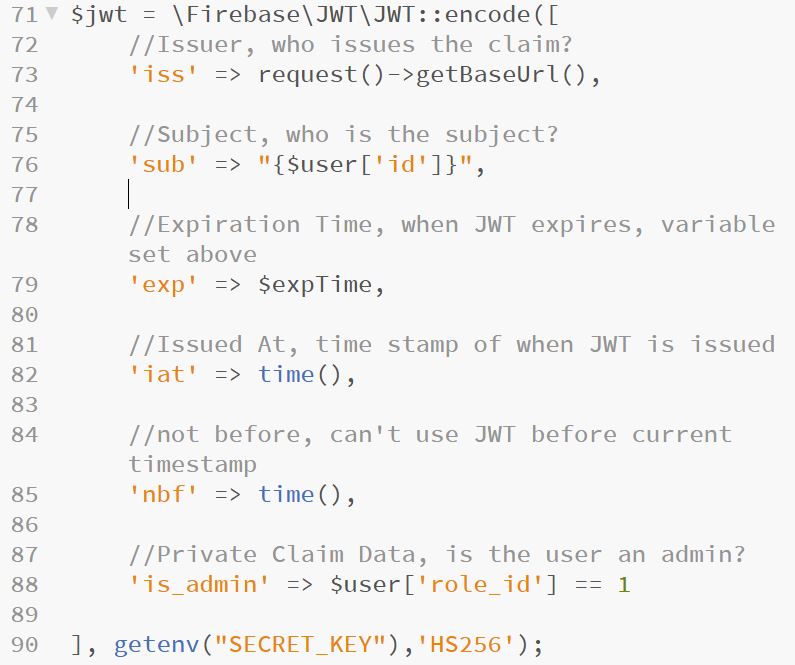 71 $jwt = \Firebase\JWT\JWT::encode([
72 //Issuer, who issues the claim?
73 'iss' => request()->getBaseUrl(),
74
75 //Subject, who is the subject?
76 'sub' => "{$user['id']}",
77
78 //Expiration Time, when JWT expires, variable
set above
79 'exp' => $expTime,
80
81 //Issued At, time stamp of when JWT is issued
82 'iat' => time(),
83
84 //not before, can't use JWT before current
timestamp
85 'nbf' => time(),
86
87 //Private Claim Data, is the user an admin?
88 'is_admin' => $user['role_id'] == 1
89
90 ], getenv("SECRET_KEY"),'HS256');